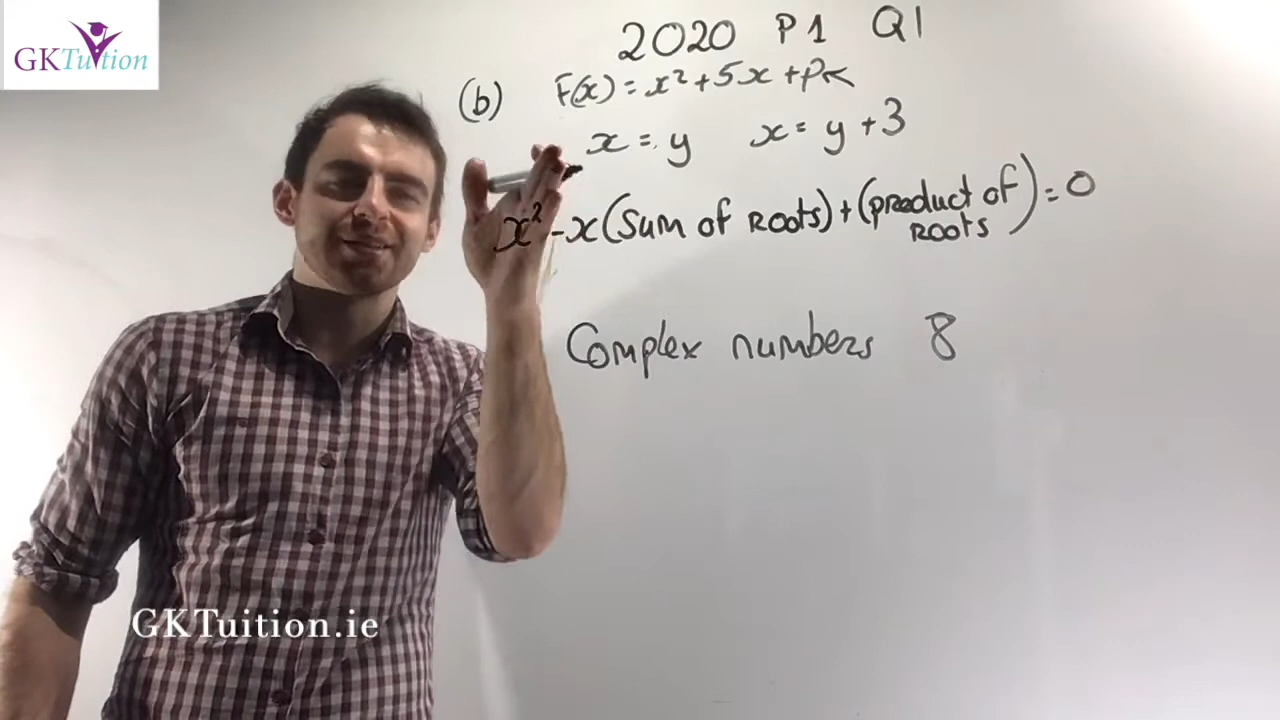 GKTuition
2020 P1 Q1
(b) F(x) = x² + 5x + pk
x = y x = y + 3
x² - x(Sum of Roots) + (product of Roots) = 0
Complex numbers 8
GKTuition.ie